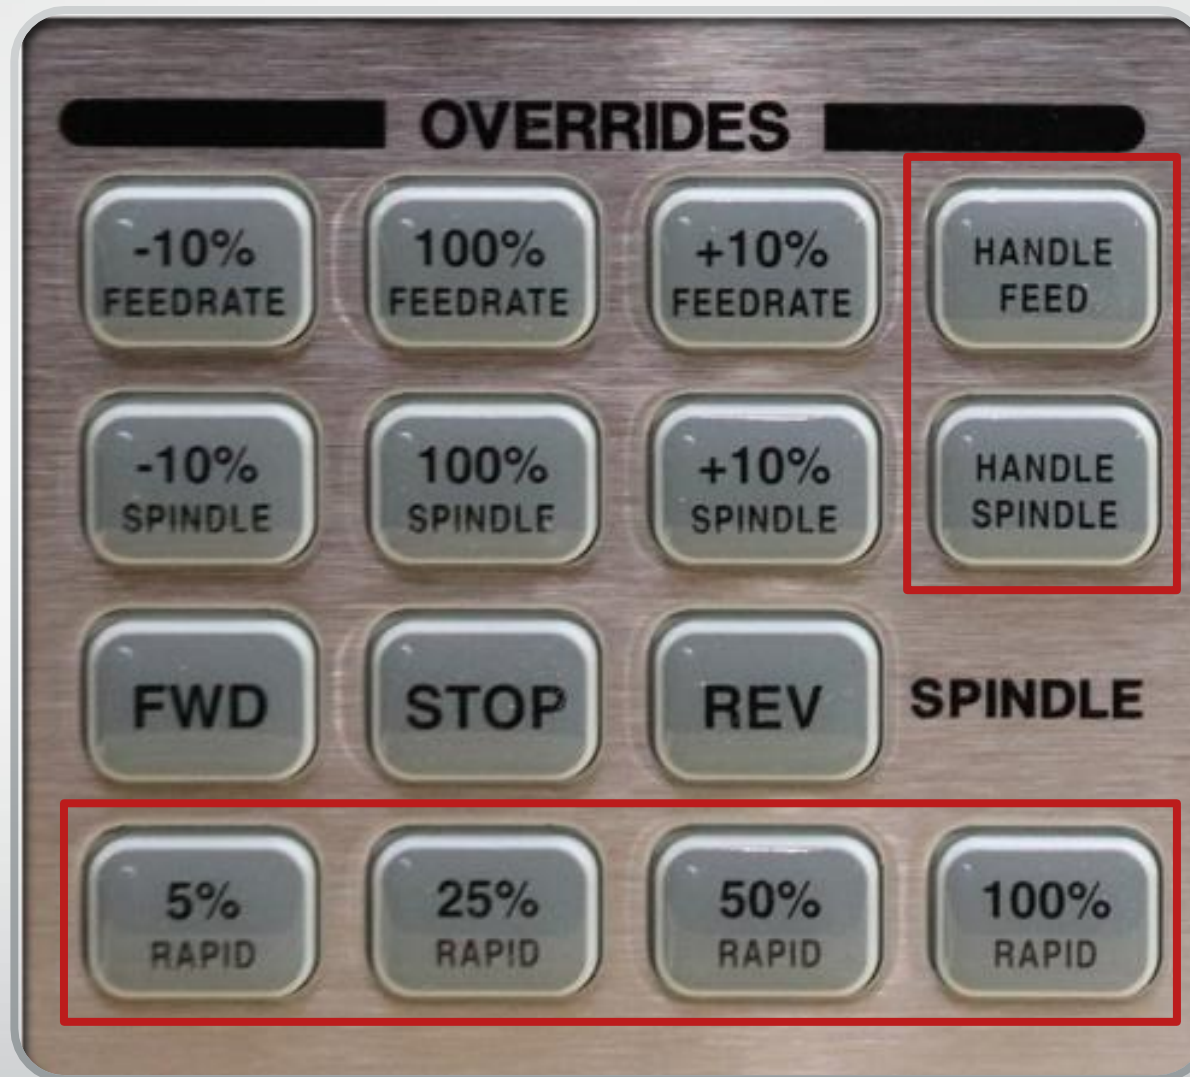 OVERRIDES
-10%
FEEDRATE
100%
FEEDRATE
+10%
FEEDRATE
HANDLE
FEED
-10%
SPINDLE
100%
SPINDLE
+10%
SPINDLE
HANDLE
SPINDLE
FWD
STOP
REV
SPINDLE
5%
RAPID
25%
RAPID
50%
RAPID
100%
RAPID